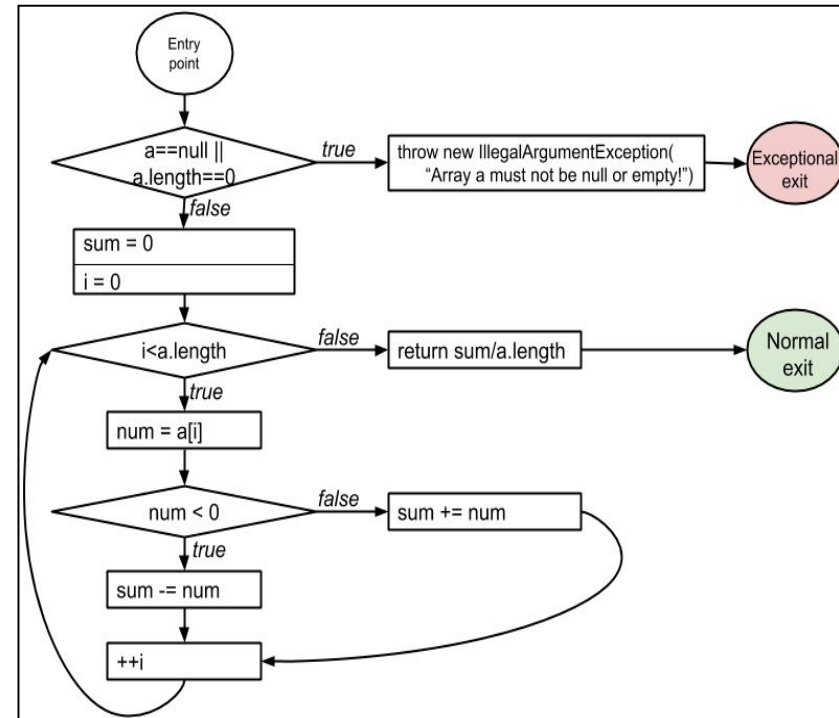 Entry
point
a==null ||
a.length==0
true
throw new IllegalArgumentException(
“Array a must not be null or empty!”)
Exceptional
exit
false
sum = 0
i = 0
i<a.length
false
return sum/a.length
Normal
exit
true
num = a[i]
num < 0
false
sum += num
true
sum -= num
++i